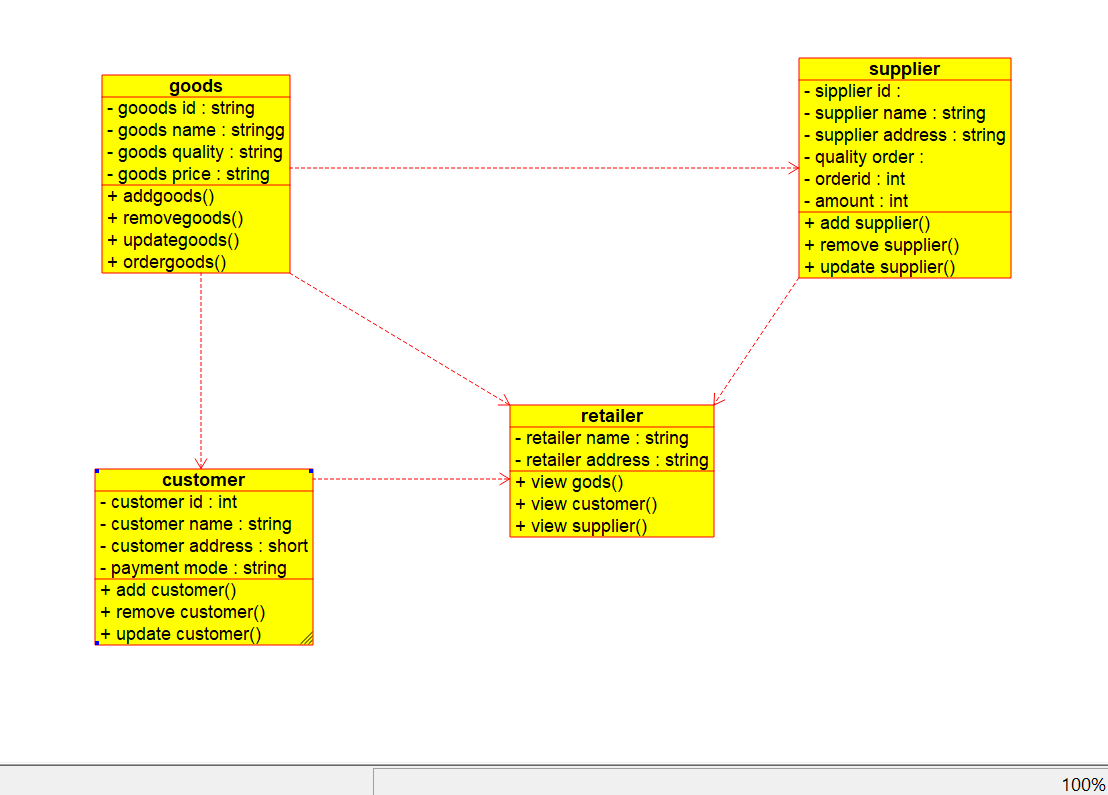 goods
- gooods id : string
- goods name : stringg
- goods quality : string
- goods price : string
+ addgoods()
+ removegoods()
+ updategoods()
+ ordergoods()
supplier
- sipplier id :
- supplier name : string
- supplier address : string
- quality order :
- orderid : int
- amount : int
+ add supplier()
+ remove supplier()
+ update supplier()
retailer
- retailer name : string
- retailer address : string
+ view gods()
+ view customer()
+ view supplier()
customer
- customer id : int
- customer name : string
- customer address : short
- payment mode : string
+ add customer()
+ remove customer()
+ update customer()
100%